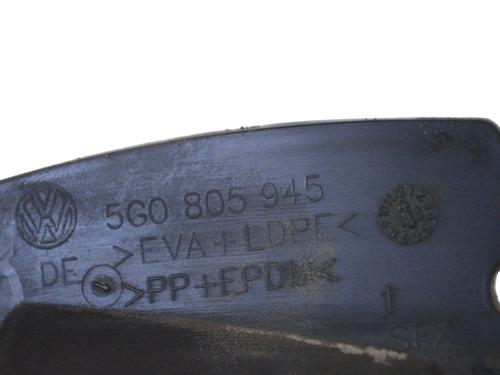 5G0 805 945
>EVA+LDPE<
DE >PP+EPDM<
1
SFX